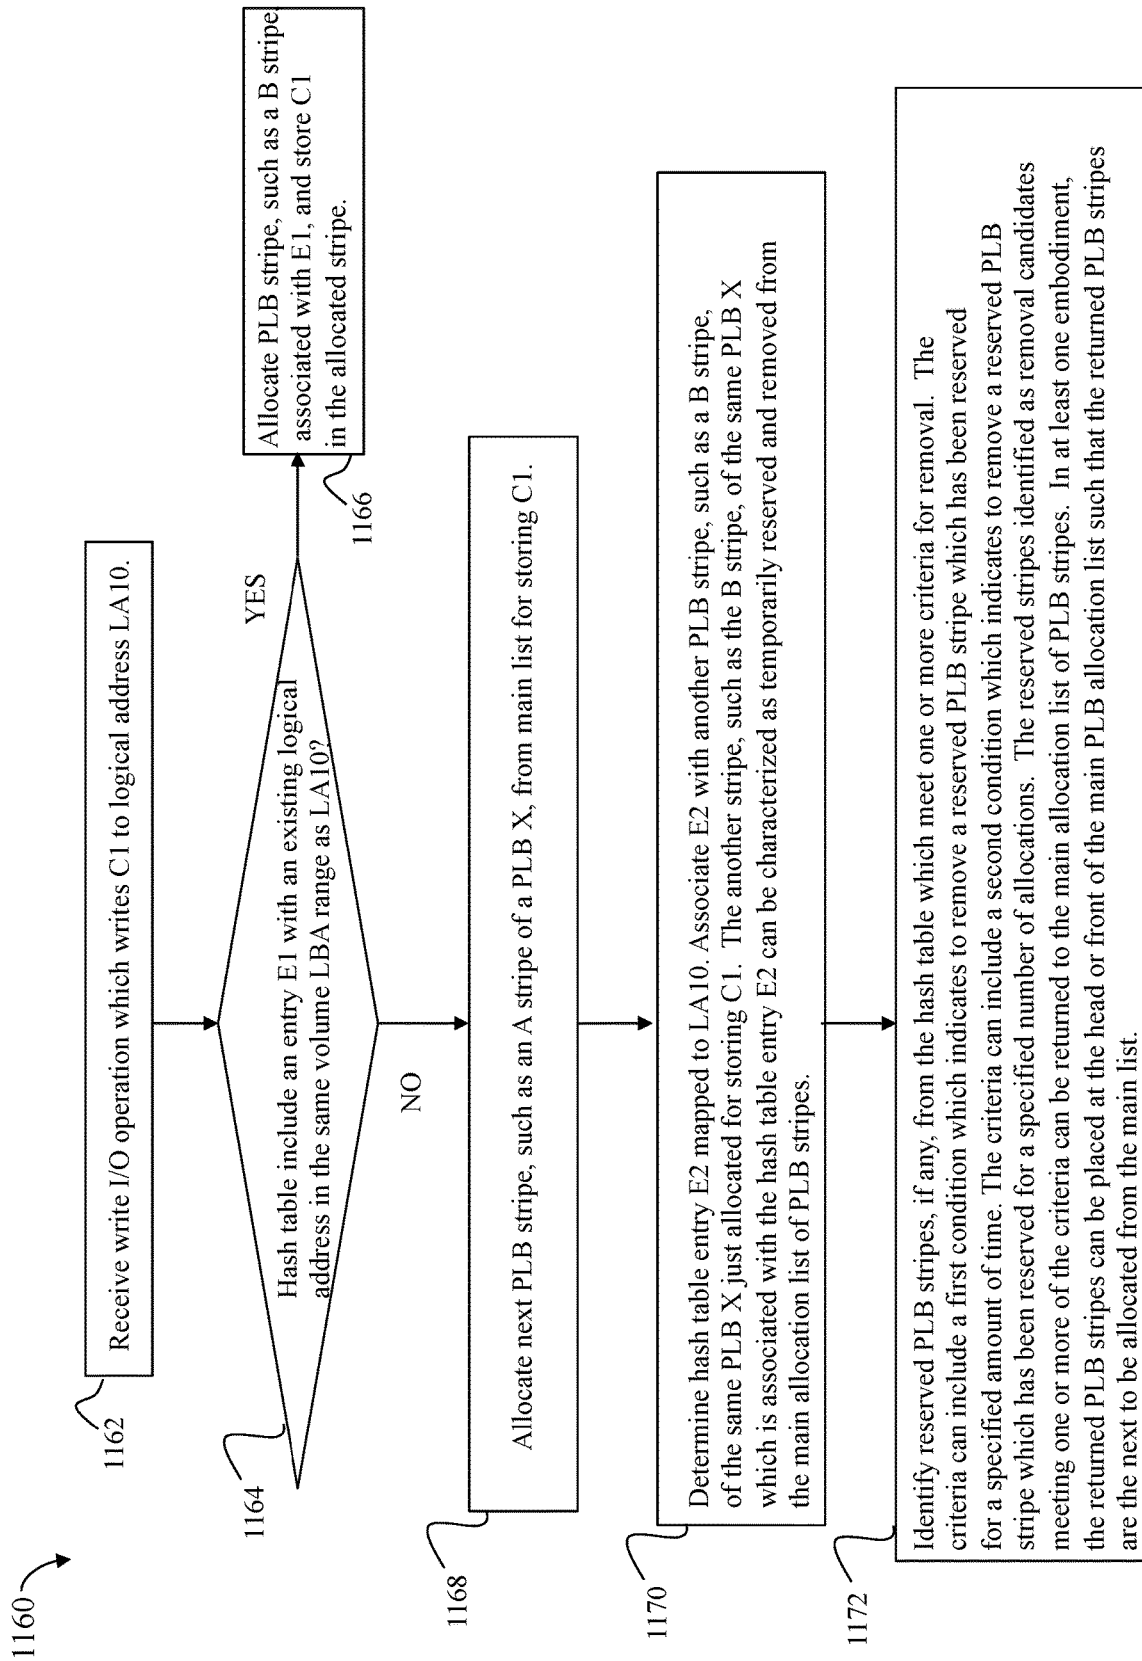 1160
Receive write I/O operation which writes C1 to logical address LA10.
1162
Hash table include an entry E1 with an existing logical
address in the same volume LBA range as LA10?
1164
YES
Allocate PLB stripe, such as a B stripe,
associated with E1, and store C1
in the allocated stripe.
1166
NO
Allocate next PLB stripe, such as an A stripe of a PLB X, from main list for storing C1.
1168
Determine hash table entry E2 mapped to LA10. Associate E2 with another PLB stripe, such as a B stripe,
of the same PLB X just allocated for storing C1. The another stripe, such as the B stripe, of the same PLB X
which is associated with the hash table entry E2 can be characterized as temporarily reserved and removed from
the main allocation list of PLB stripes.
1170
Identify reserved PLB stripes, if any, from the hash table which meet one or more criteria for removal. The
criteria can include a first condition which indicates to remove a reserved PLB stripe which has been reserved
for a specified amount of time. The criteria can include a second condition which indicates to remove a reserved PLB
stripe which has been reserved for a specified number of allocations. The reserved stripes identified as removal candidates
meeting one or more of the criteria can be returned to the main allocation list of PLB stripes. In at least one embodiment,
the returned PLB stripes can be placed at the head or front of the main PLB allocation list such that the returned PLB stripes
are the next to be allocated from the main list.
1172